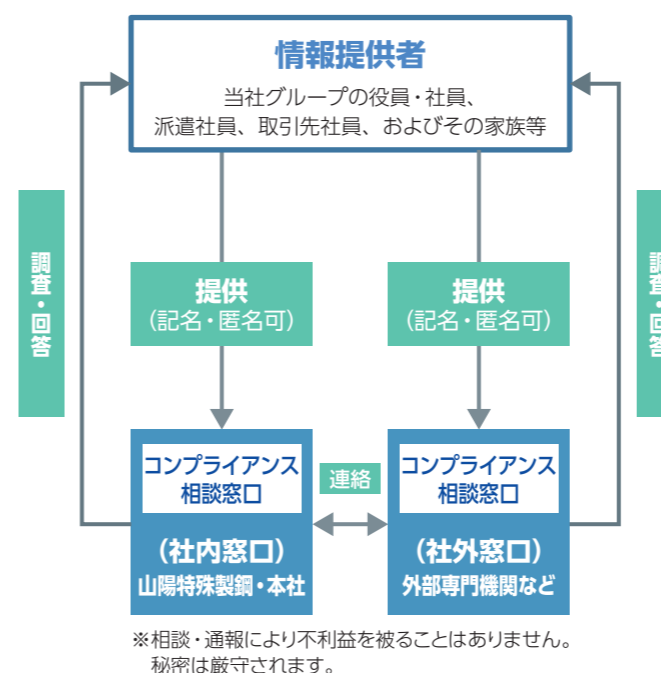 情報提供者
当社グループの役員・社員、
派遣社員、取引先社員、およびその家族等
調査・回答
提供
（記名・匿名可）
提供
（記名・匿名可）
調査・回答
コンプライアンス
相談窓口
連絡
コンプライアンス
相談窓口
（社内窓口）
山陽特殊製鋼・本社
（社外窓口）
外部専門機関など
※相談・通報により不利益を被ることはありません。
秘密は厳守されます。